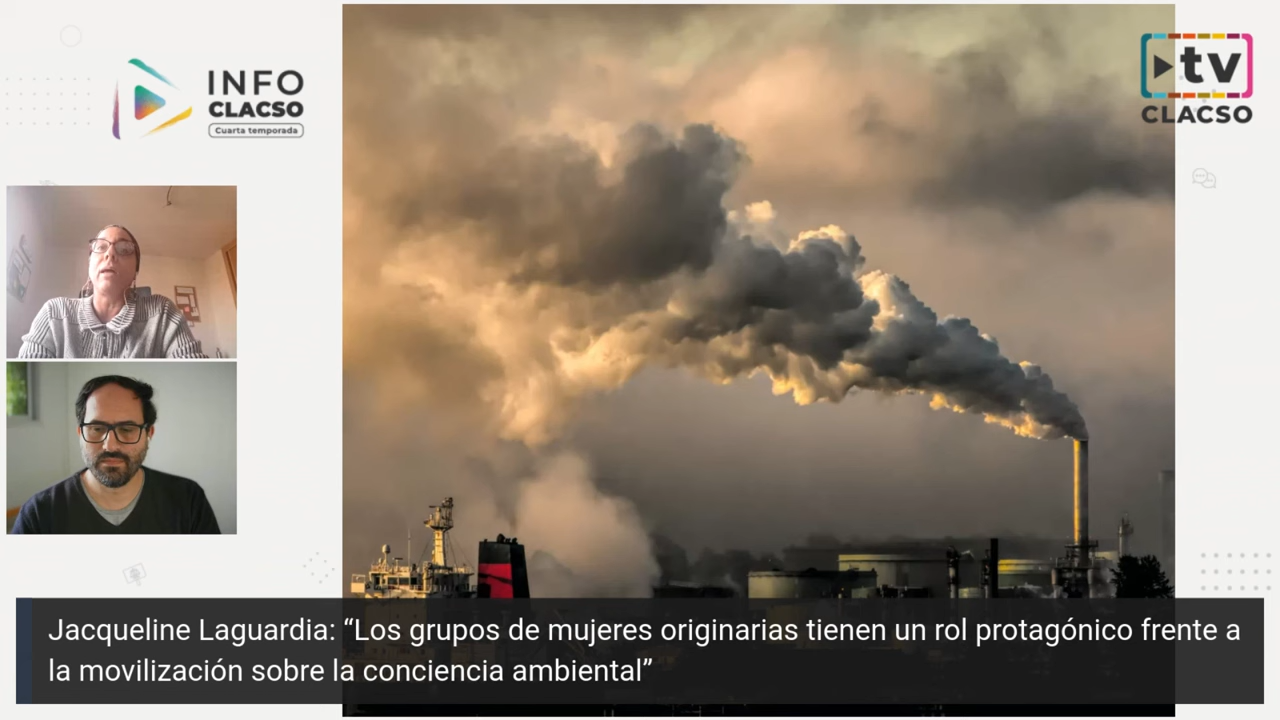 INFO
CLACSO
Cuarta temporada
tv
CLACSO
Jacqueline Laguardia: “Los grupos de mujeres originarias tienen un rol protagónico frente a
la movilización sobre la conciencia ambiental”